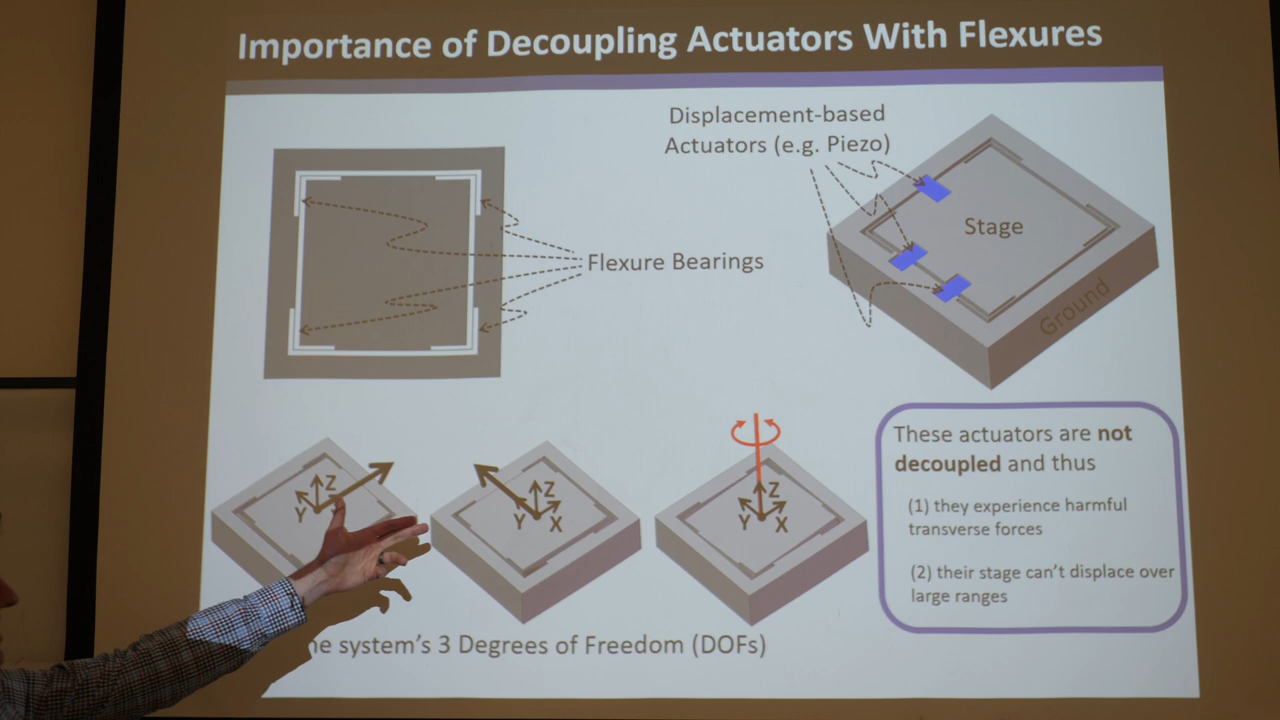 Importance of Decoupling Actuators With Flexures
Displacement-based
Actuators (e.g. Piezo)
Stage
Flexure Bearings
Ground
Z
Y
Z
Y
X
Z
Y
X
These actuators are not
decoupled and thus
(1) they experience harmful
transverse forces
(2) their stage can't displace over
large ranges
system's 3 Degrees of Freedom (DOFs)